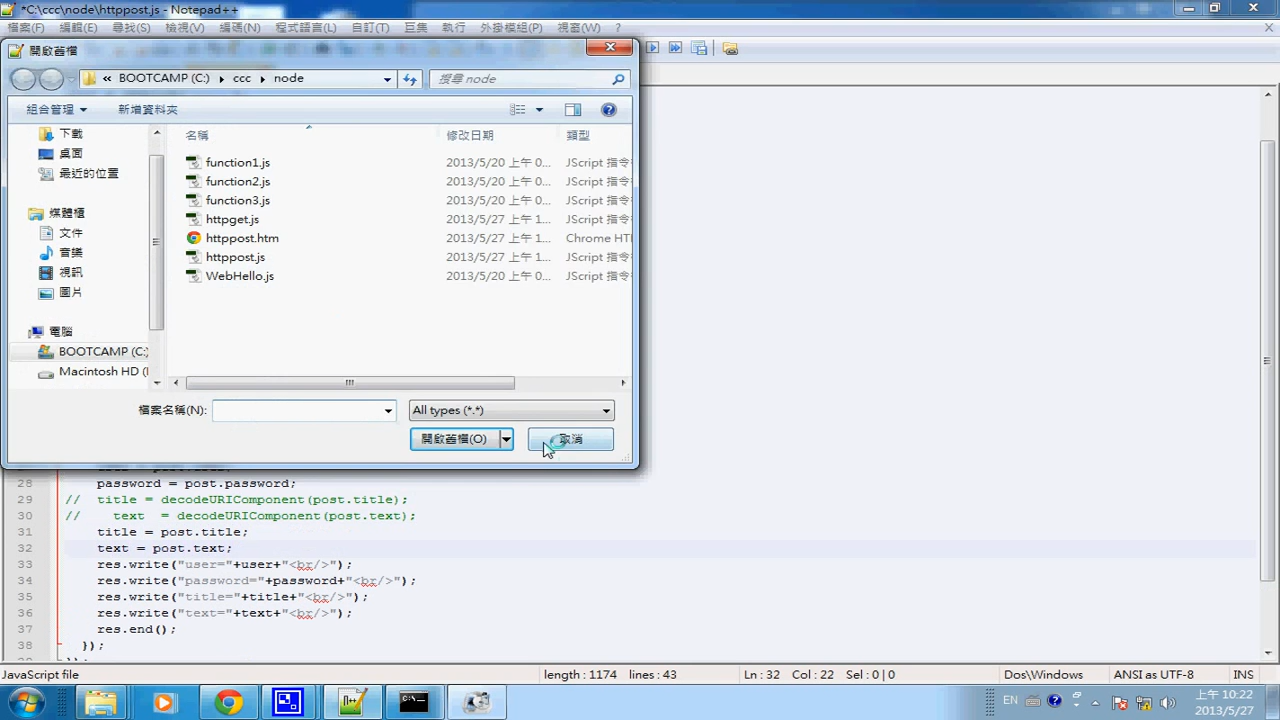 *C:\ccc\node\httppost.js - Notepad++
檔案(F) 編輯(E) 尋找(S) 檢視(V) 編碼(N) 程式語言(L) 自訂(T) 巨集 執行 外掛模組(P) 視窗(W) ?
開啟舊檔
« BOOTCAMP (C:) ccc node
搜尋 node
組合管理 新增資料夾
名稱 修改日期 類型
下載
桌面
最近的位置
媒體櫃
文件
音樂
視訊
圖片
電腦
BOOTCAMP (C:)
Macintosh HD (
function1.js 2013/5/20 上午 0... JScript 指令
function2.js 2013/5/20 上午 0... JScript 指令
function3.js 2013/5/20 上午 0... JScript 指令
httpget.js 2013/5/27 上午 1... JScript 指令
httppost.htm 2013/5/27 上午 1... Chrome HT
httppost.js 2013/5/27 上午 1... JScript 指令
WebHello.js 2013/5/20 上午 0... JScript 指令
檔案名稱(N): All types (*.*)
開啟舊檔(O) 取消
28 password = post.password;
29 // title = decodeURIComponent(post.title);
30 // text = decodeURIComponent(post.text);
31 title = post.title;
32 text = post.text;
33 res.write("user="+user+"<br/>");
34 res.write("password="+password+"<br/>");
35 res.write("title="+title+"<br/>");
36 res.write("text="+text+"<br/>");
37 res.end();
38 });
JavaScript file length : 1174 lines : 43 Ln : 32 Col : 22 Sel : 0 | 0 Dos\Windows ANSI as UTF-8 INS
EN 上午 10:22
2013/5/27